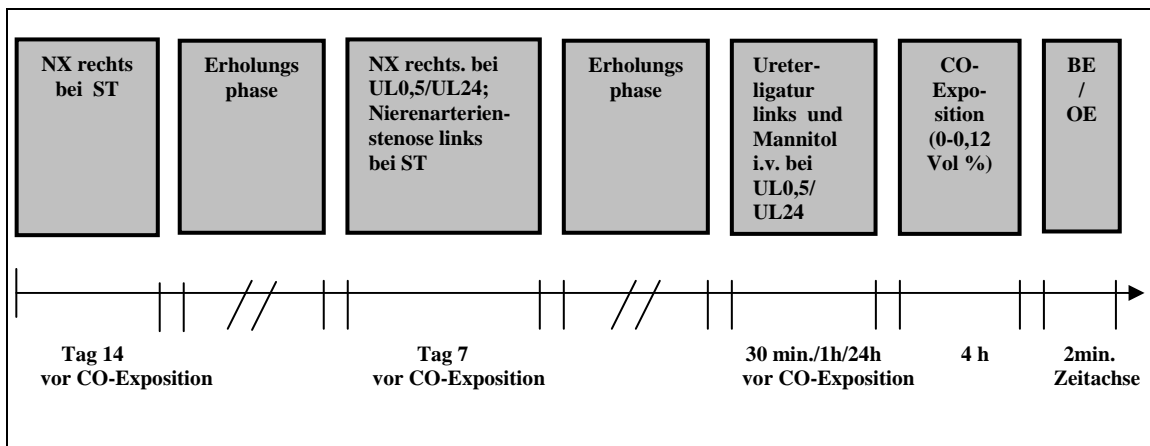 NX rechts
bei ST
Erholungs
phase
NX rechts. bei
UL0,5/UL24;
Nierenarterien-
stenose links
bei ST
Erholungs
phase
Ureter-
ligatur
links und
Mannitol
i.v. bei
UL0,5/
UL24
CO-
Expo-
sition
(0-0,12
Vol %)
BE
/
OE
Tag 14
vor CO-Exposition
Tag 7
vor CO-Exposition
30 min./1h/24h
vor CO-Exposition
4 h
2min.
Zeitachse